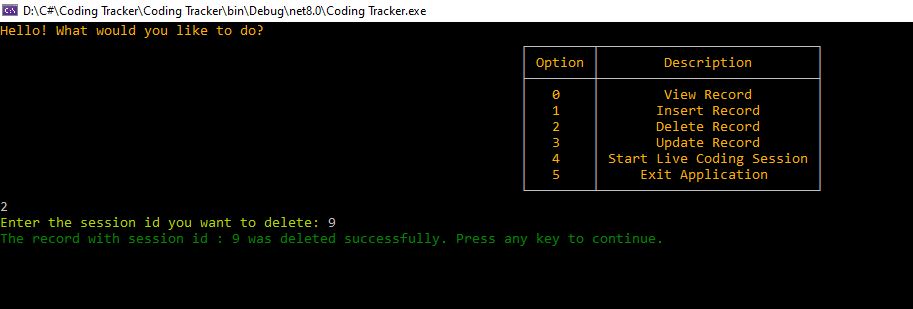 D:\C#\Coding Tracker\Coding Tracker\bin\Debug\net8.0\Coding Tracker.exe
Hello! What would you like to do?
Option Description
0 View Record
1 Insert Record
2 Delete Record
3 Update Record
4 Start Live Coding Session
5 Exit Application
2
Enter the session id you want to delete: 9
The record with session id : 9 was deleted successfully. Press any key to continue.